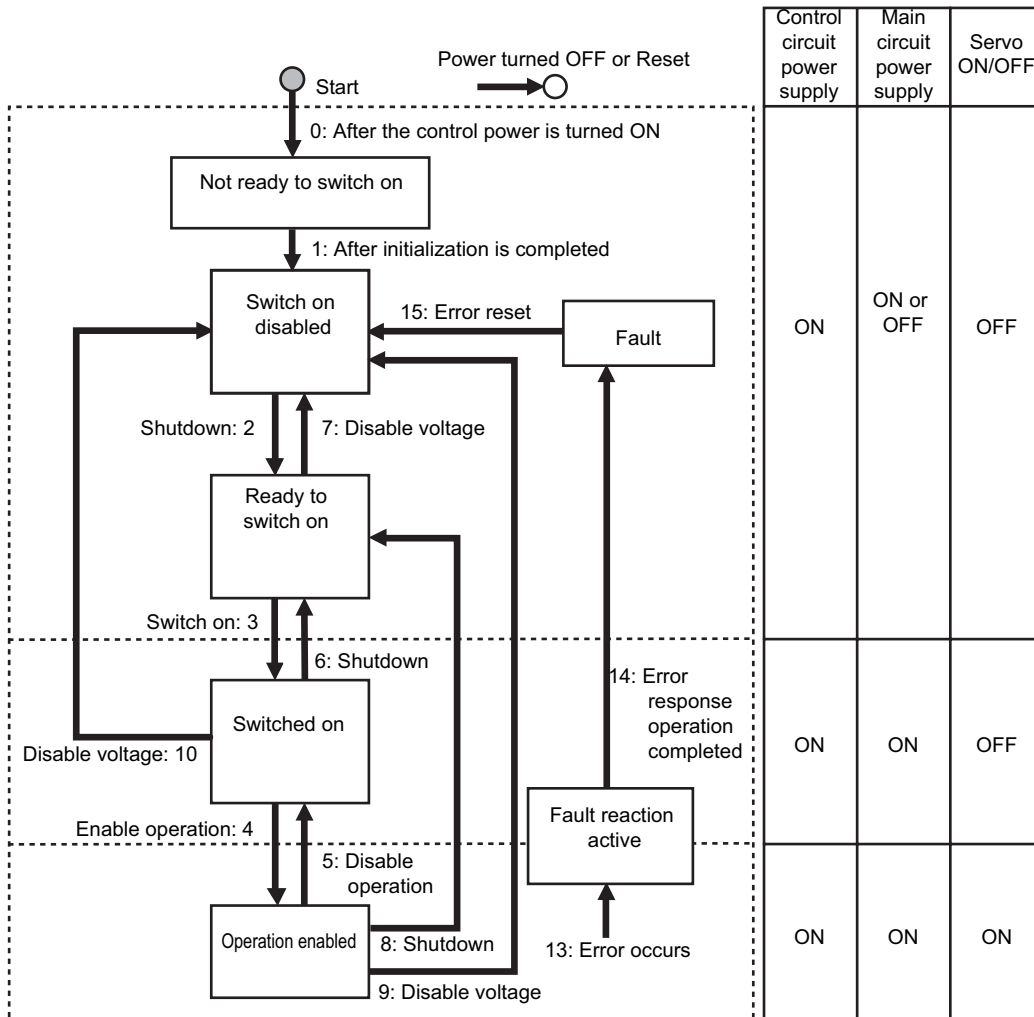 Power turned OFF or Reset
Start
0: After the control power is turned ON
Not ready to switch on
1: After initialization is completed
Switch on
disabled
15: Error reset
Fault
Shutdown: 2
7: Disable voltage
Ready to
switch on
Switch on: 3
6: Shutdown
Switched on
Disable voltage: 10
14: Error
response
operation
completed
Enable operation: 4
Fault reaction
active
5: Disable
operation
Operation enabled
8: Shutdown
13: Error occurs
9: Disable voltage
Control
circuit
power
supply
Main
circuit
power
supply
Servo
ON/OFF
ON
ON or
OFF
OFF
ON
ON
OFF
ON
ON
ON